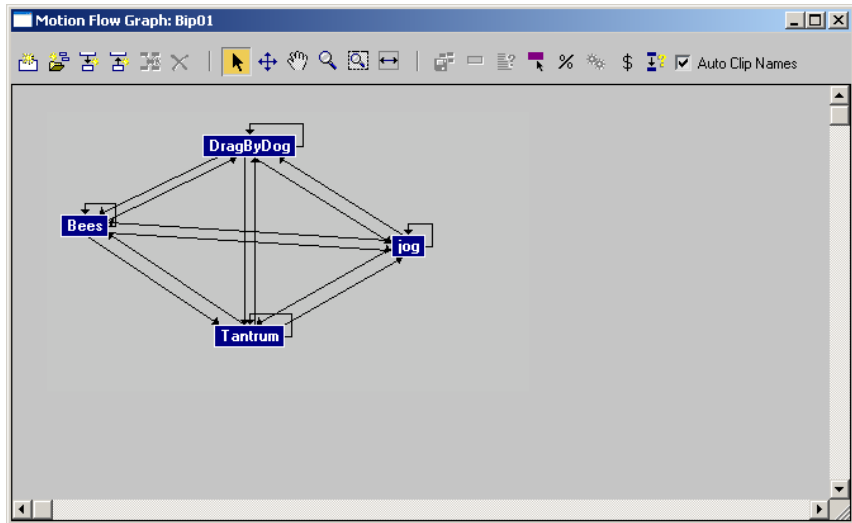 Motion Flow Graph: Bip01
% $ Auto Clip Names
DragByDog
Bees
jog
Tantrum